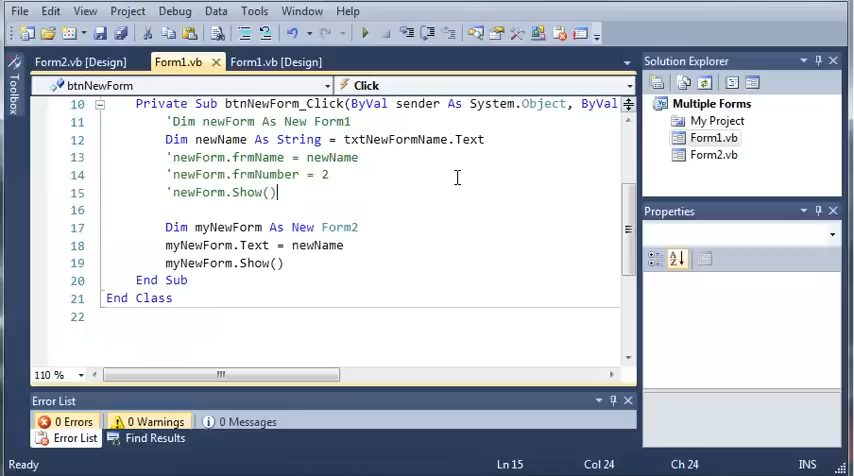 File Edit View Project Debug Data Tools Window Help
Form2.vb [Design] Form1.vb Form1.vb [Design]
btnNewForm Click
Toolbox
10 Private Sub btnNewForm_Click(ByVal sender As System.Object, ByVal
11 'Dim newForm As New Form1
12 Dim newName As String = txtNewFormName.Text
13 'newForm.frmName = newName
14 'newForm.frmNumber = 2
15 'newForm.Show()
16
17 Dim myNewForm As New Form2
18 myNewForm.Text = newName
19 myNewForm.Show()
20 End Sub
21 End Class
22
110 %
Solution Explorer
Multiple Forms
My Project
Form1.vb
Form2.vb
Properties
A Z
Error List
0 Errors 0 Warnings 0 Messages
Error List Find Results
Ready Ln 15 Col 24 Ch 24 INS